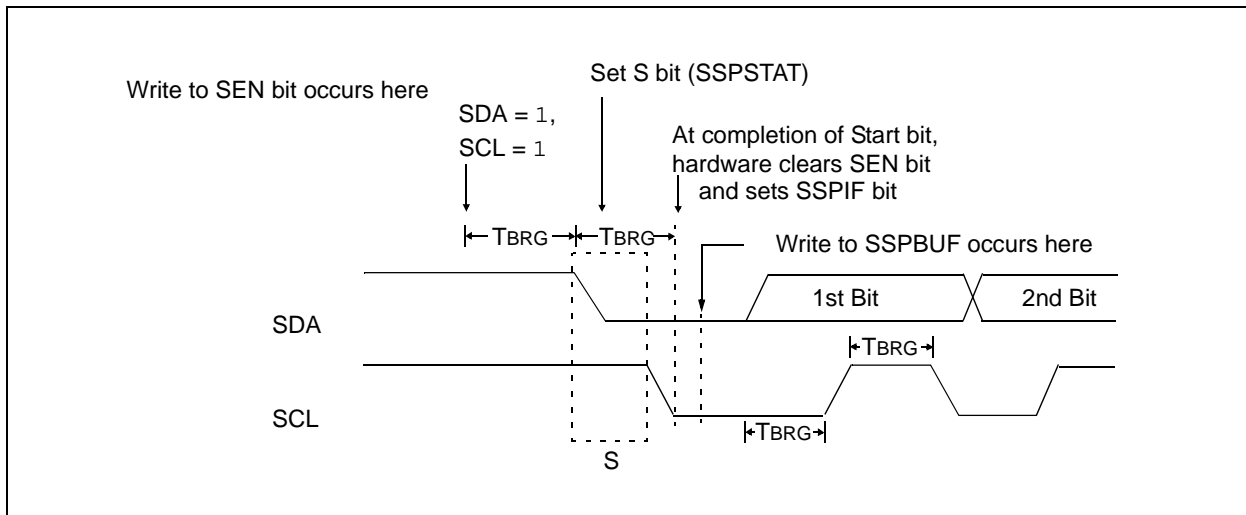 Set S bit (SSPSTAT)
Write to SEN bit occurs here
SDA = 1,
SCL = 1
At completion of Start bit,
hardware clears SEN bit
and sets SSPIF bit
TBRG
TBRG
Write to SSPBUF occurs here
1st Bit
2nd Bit
SDA
TBRG
SCL
TBRG
S